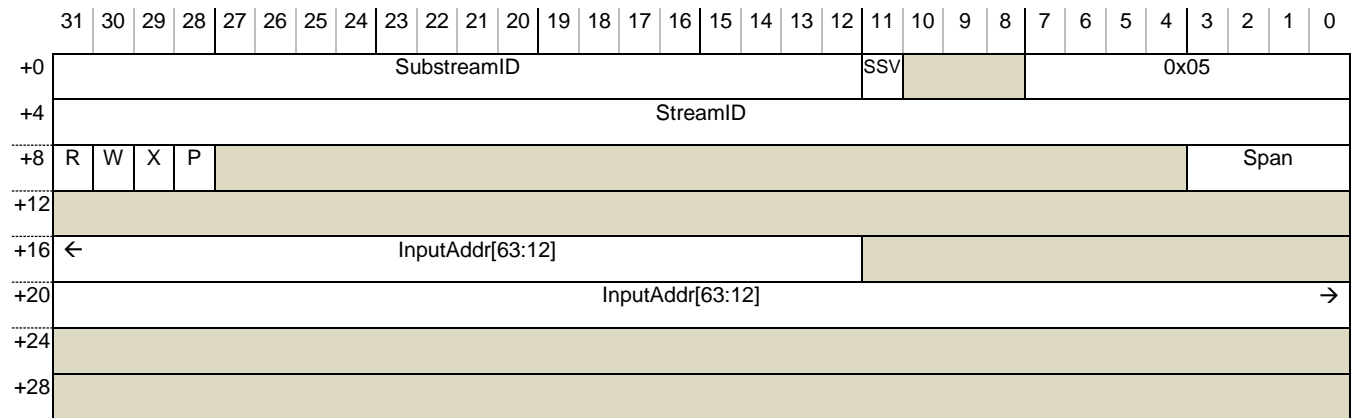 31 30 29 28 27 26 25 24 23 22 21 20 19 18 17 16 15 14 13 12 11 10 9 8 7 6 5 4 3 2 1 0
+0 SubstreamID SSV 0x05
+4 StreamID
+8 R W X P Span
+12
+16 ← InputAddr[63:12]
+20 InputAddr[63:12] →
+24
+28